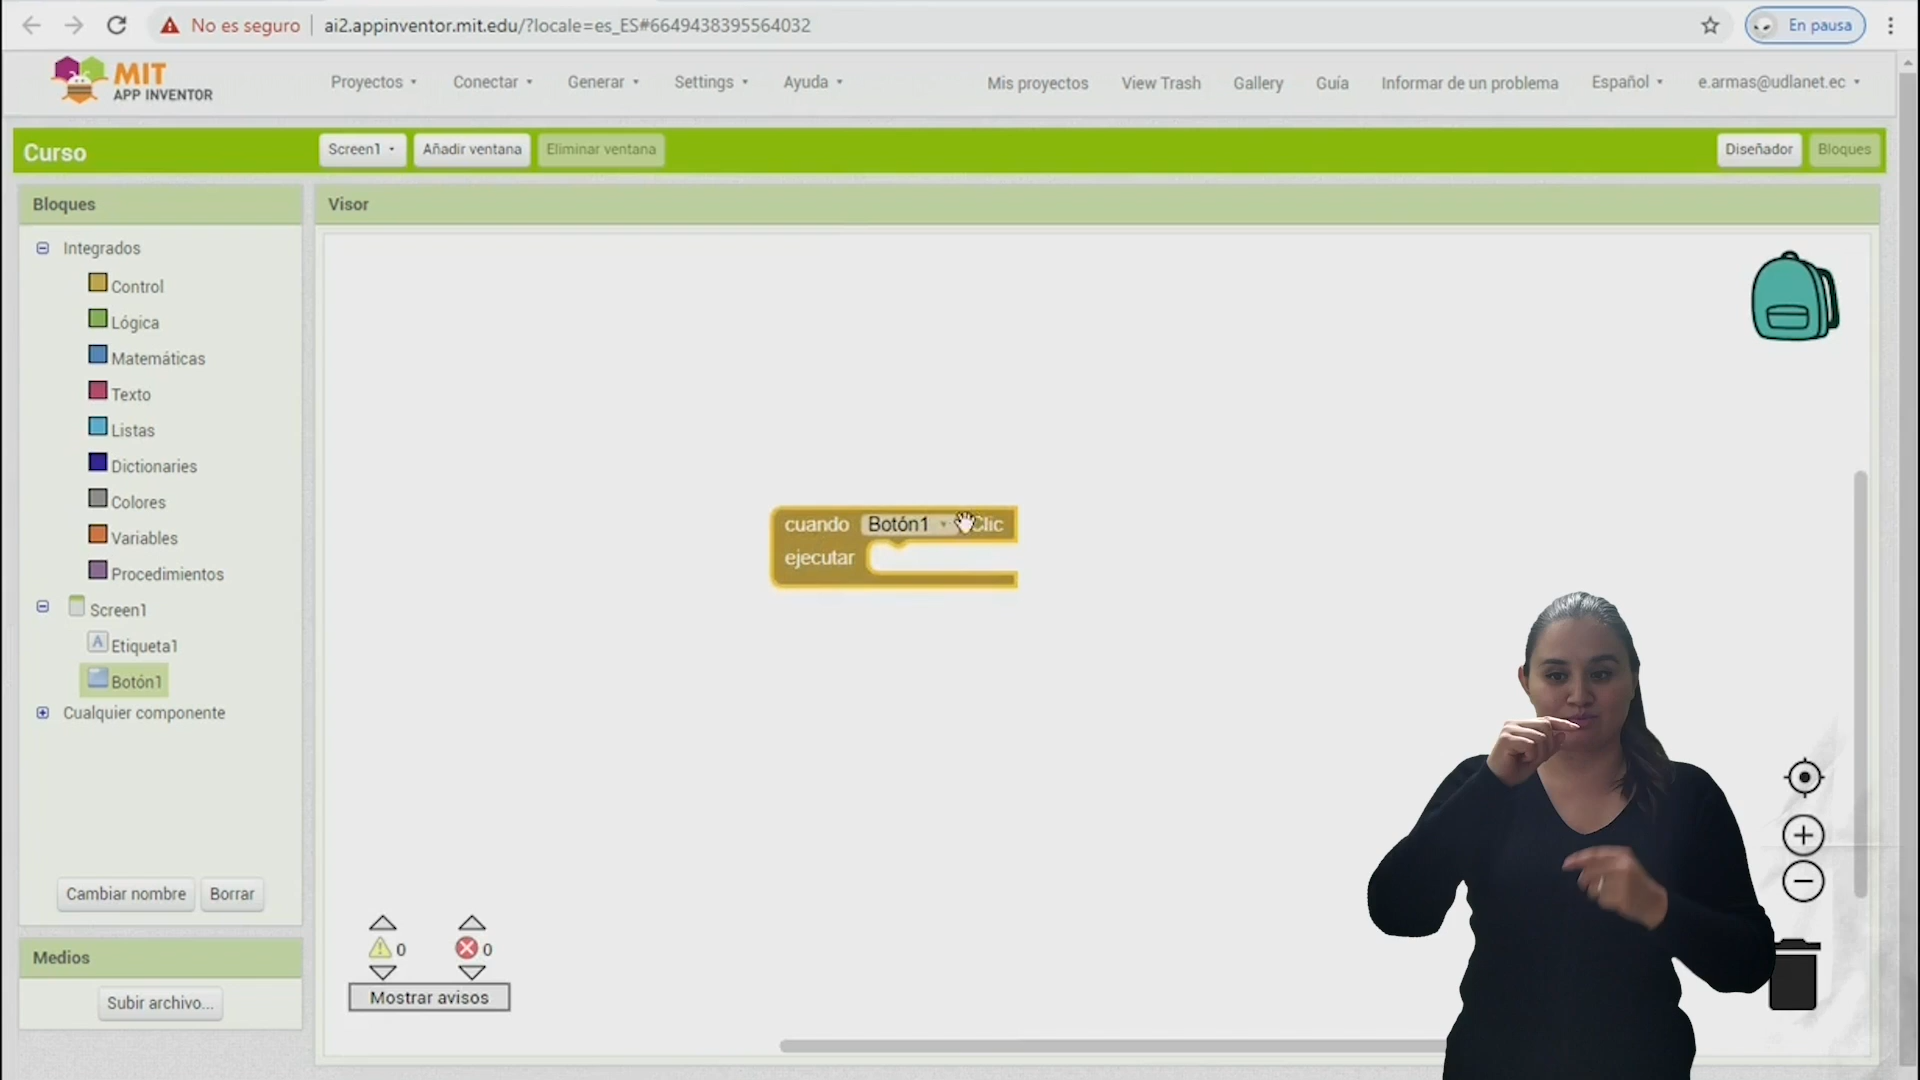 No es seguro
ai2.appinventor.mit.edu/?locale=es_ES#6649438395564032
En pausa
MIT
APP INVENTOR
Proyectos
Conectar
Generar
Settings
Ayuda
Mis proyectos
View Trash
Gallery
Guía
Informar de un problema
Español
e.armas@udlanet.ec
Curso
Screen1
Añadir ventana
Eliminar ventana
Diseñador
Bloques
Bloques
Visor
Integrados
Control
Lógica
Matemáticas
Texto
Listas
Dictionaries
Colores
Variables
Procedimientos
Screen1
A Etiqueta1
Botón1
Cualquier componente
Cambiar nombre
Borrar
Medios
Subir archivo...
cuando Botón1 Clic
ejecutar
0
0
Mostrar avisos